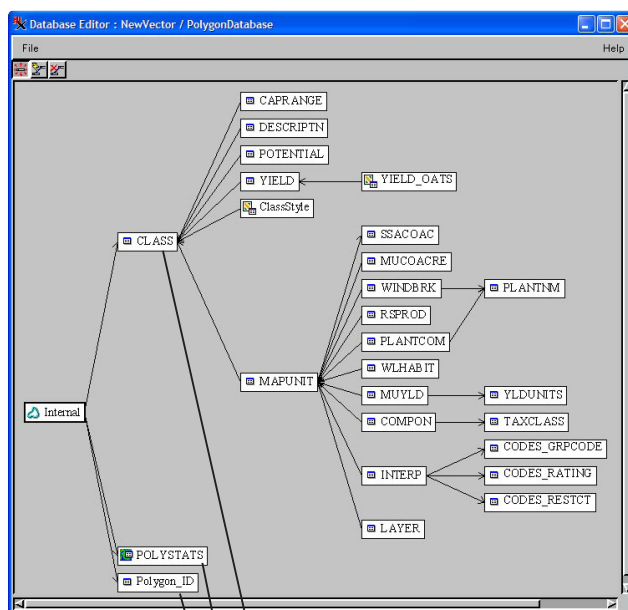 Database Editor : NewVector / PolygonDatabase
File Help
CAPRANGE
DESCRIPTN
POTENTIAL
YIELD YIELD_OATS
ClassStyle
SSACOAC
CLASS
MUCOACRE
WINDBRK PLANTNM
RSPROD
PLANTCOM
WLHABIT
MAPUNIT
MUYLD YLDUNITS
Internal
COMPON TAXCLASS
CODES_GRPCODE
INTERP CODES_RATING
CODES_RESTCT
LAYER
POLYSTATS
Polygon_ID